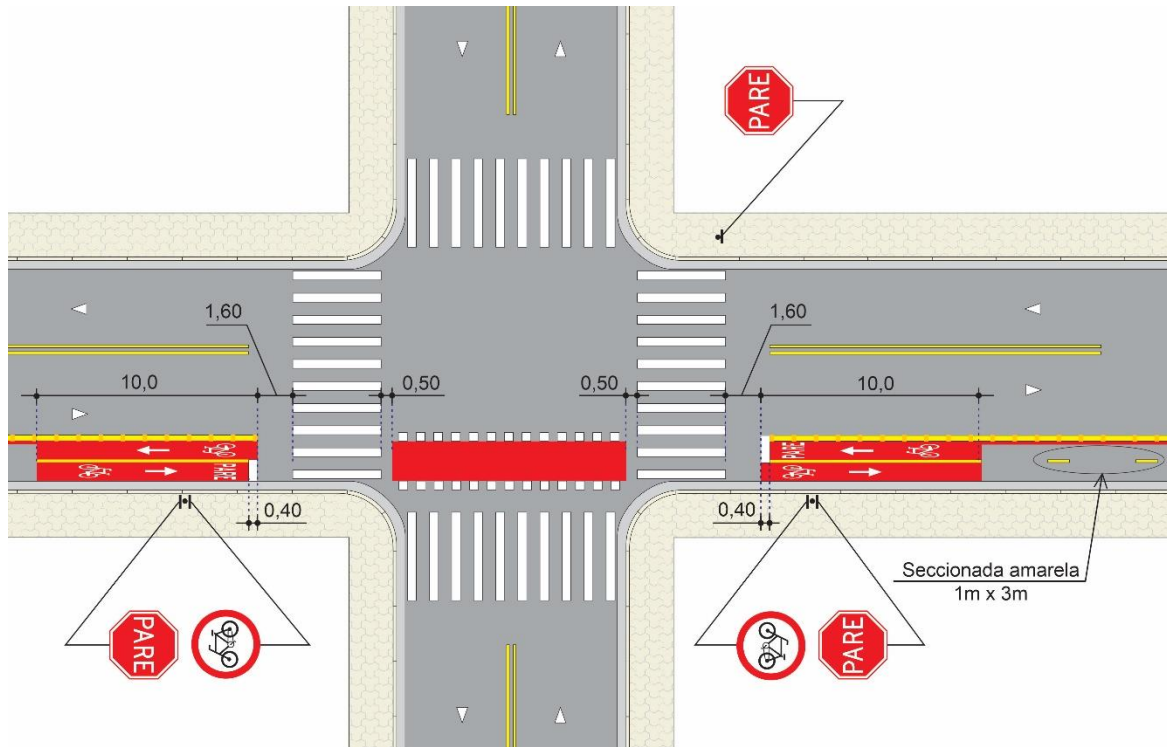 PARE
1,60
1,60
10,0
0,50
0,50
10,0
PARE
PARE
0,40
0,40
Seccionada amarela
1m x 3m
PARE
PARE